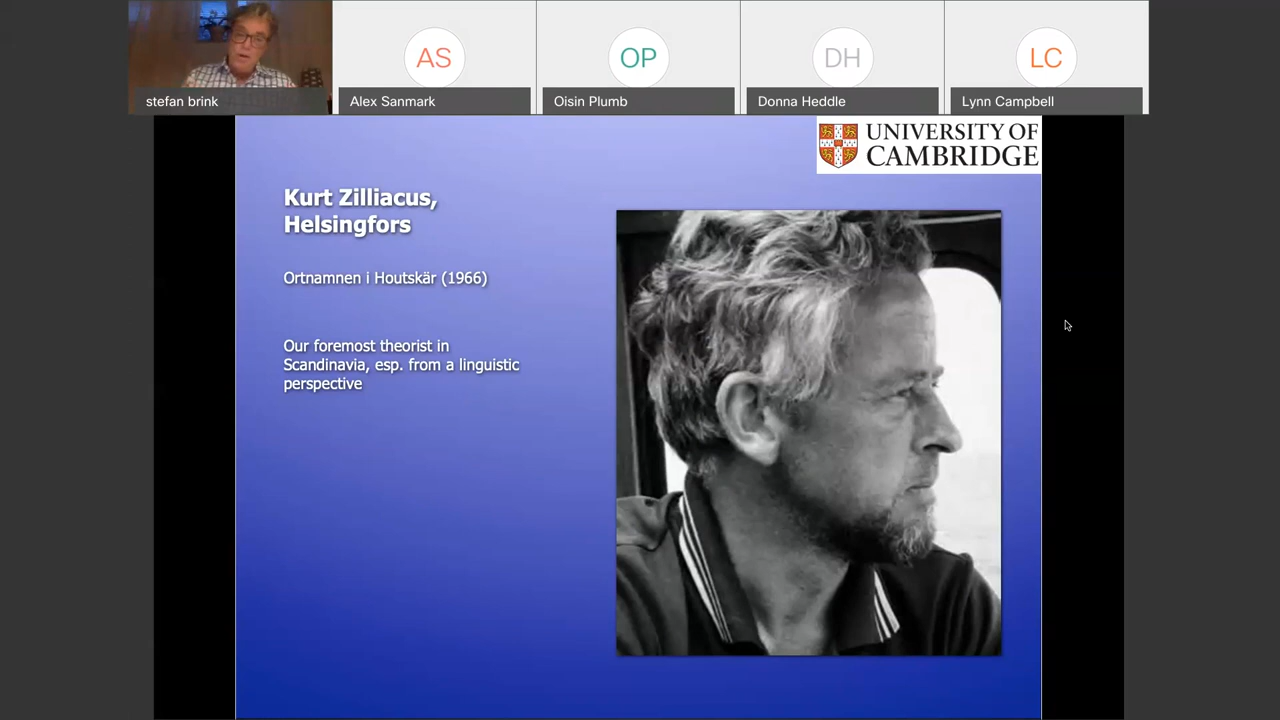 AS
OP
DH
LC
stefan brink
Alex Sanmark
Oisin Plumb
Donna Heddle
Lynn Campbell
UNIVERSITY OF
CAMBRIDGE
Kurt Zilliacus,
Helsingfors
Ortnamnen i Houtskär (1966)
Our foremost theorist in
Scandinavia, esp. from a linguistic
perspective